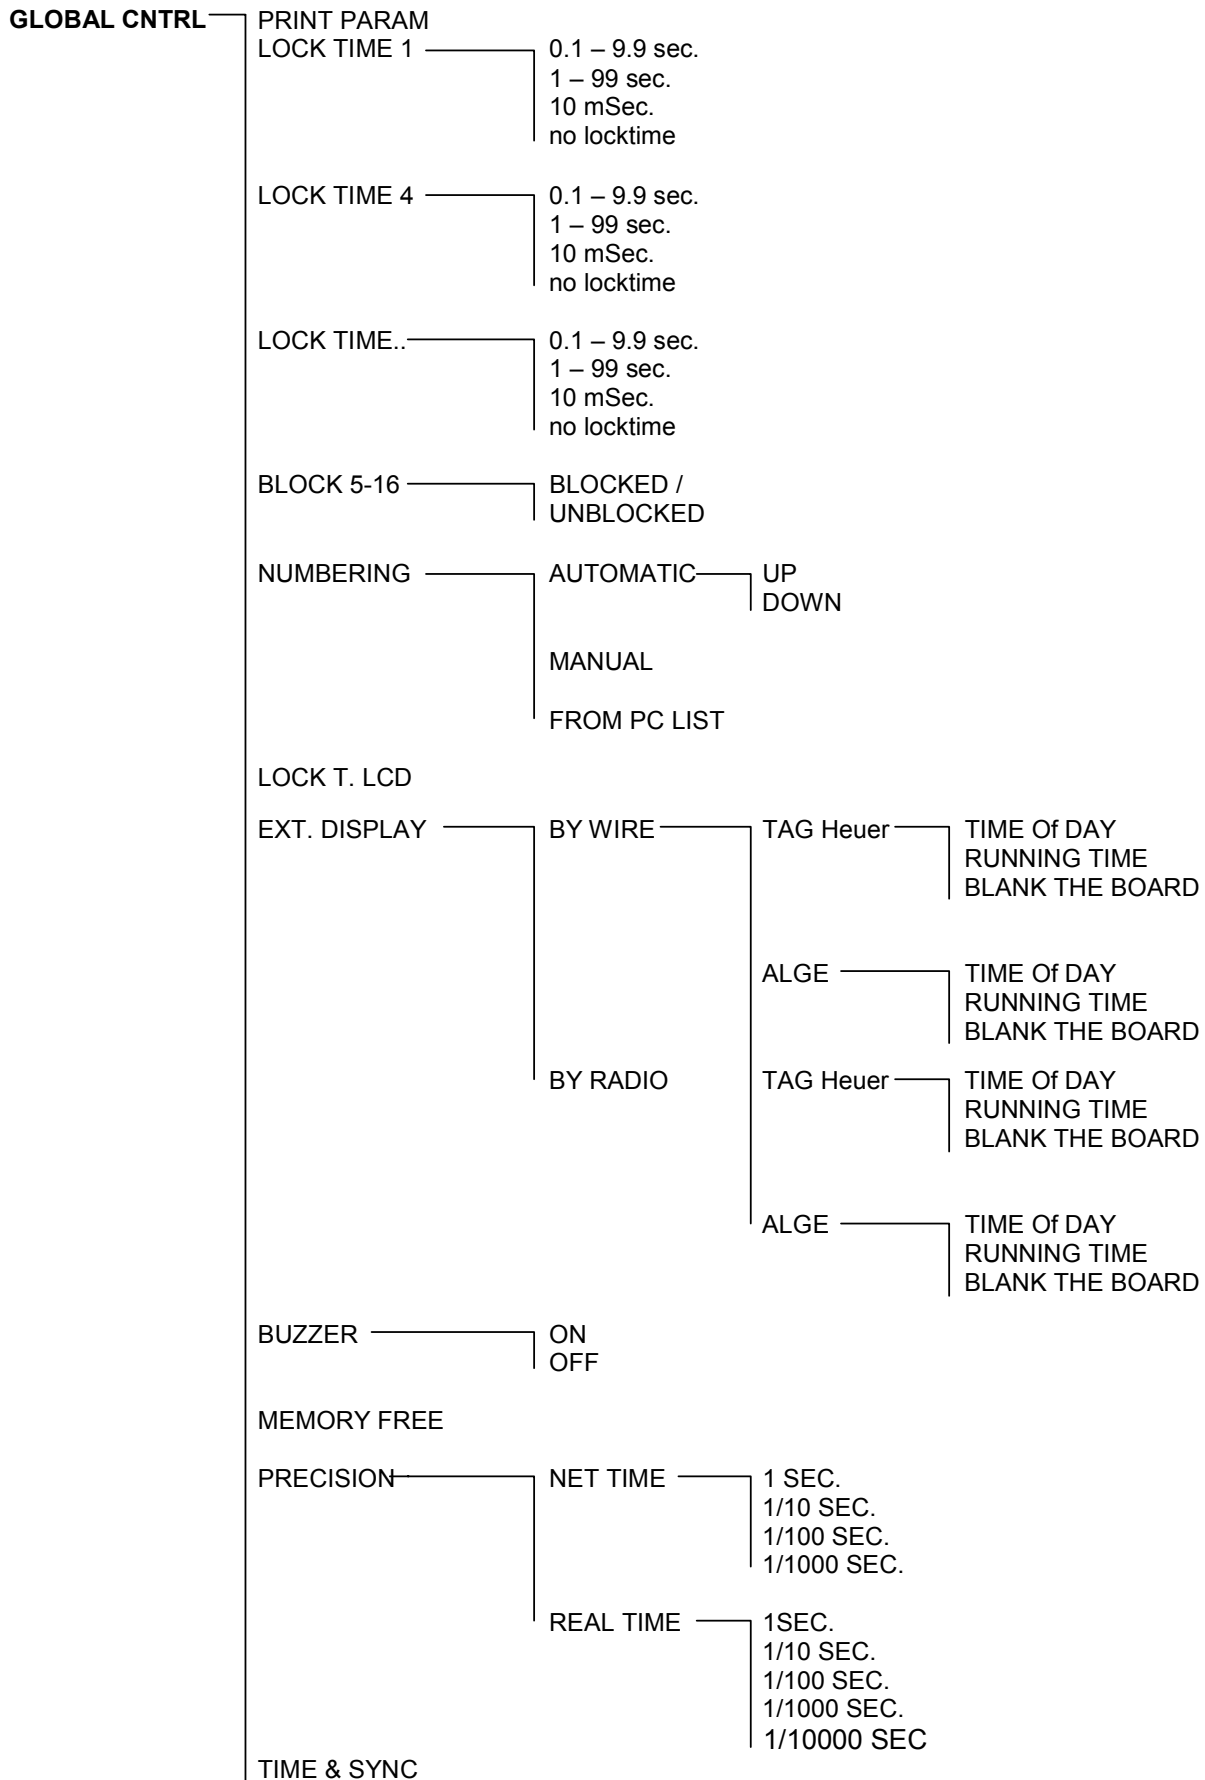 GLOBAL CNTRL
PRINT PARAM
LOCK TIME 1
0.1 – 9.9 sec.
1 – 99 sec.
10 mSec.
no locktime
LOCK TIME 4
0.1 – 9.9 sec.
1 – 99 sec.
10 mSec.
no locktime
LOCK TIME..
0.1 – 9.9 sec.
1 – 99 sec.
10 mSec.
no locktime
BLOCK 5-16
BLOCKED /
UNBLOCKED
NUMBERING
AUTOMATIC
UP
DOWN
MANUAL
FROM PC LIST
LOCK T. LCD
EXT. DISPLAY
BY WIRE
TAG Heuer
TIME Of DAY
RUNNING TIME
BLANK THE BOARD
ALGE
TIME Of DAY
RUNNING TIME
BLANK THE BOARD
BY RADIO
TAG Heuer
TIME Of DAY
RUNNING TIME
BLANK THE BOARD
ALGE
TIME Of DAY
RUNNING TIME
BLANK THE BOARD
BUZZER
ON
OFF
MEMORY FREE
PRECISION
NET TIME
1 SEC.
1/10 SEC.
1/100 SEC.
1/1000 SEC.
REAL TIME
1SEC.
1/10 SEC.
1/100 SEC.
1/1000 SEC.
1/10000 SEC
TIME & SYNC